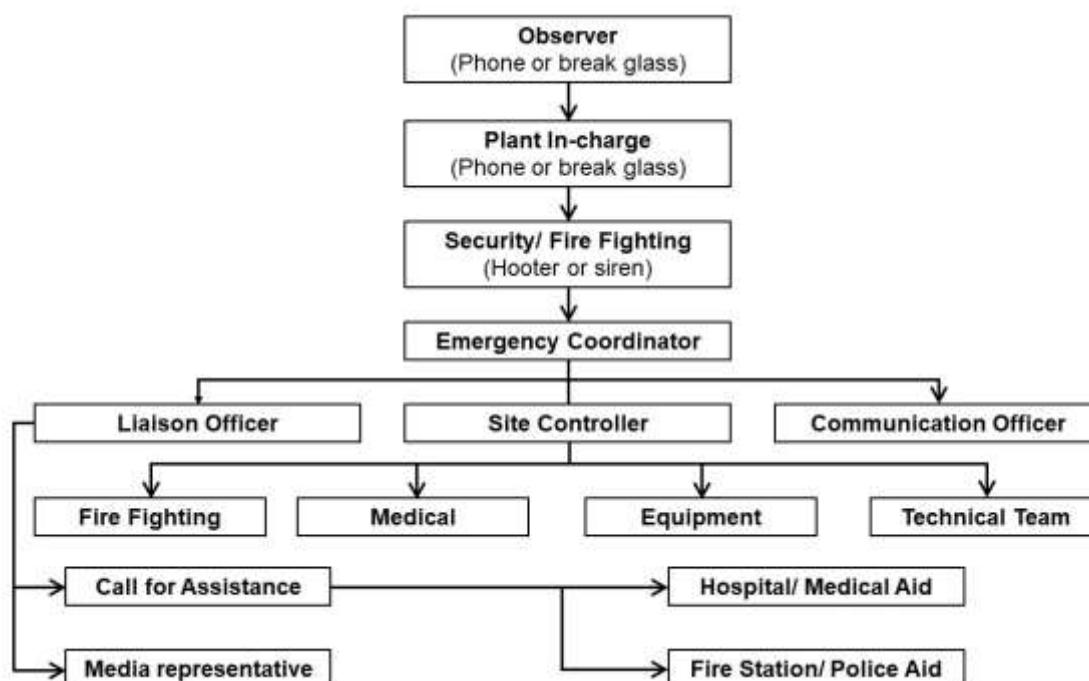 Observer
(Phone or break glass)
Plant In-charge
(Phone or break glass)
Security/ Fire Fighting
(Hooter or siren)
Emergency Coordinator
Liaison Officer
Site Controller
Communication Officer
Fire Fighting
Medical
Equipment
Technical Team
Call for Assistance
Hospital/ Medical Aid
Media representative
Fire Station/ Police Aid